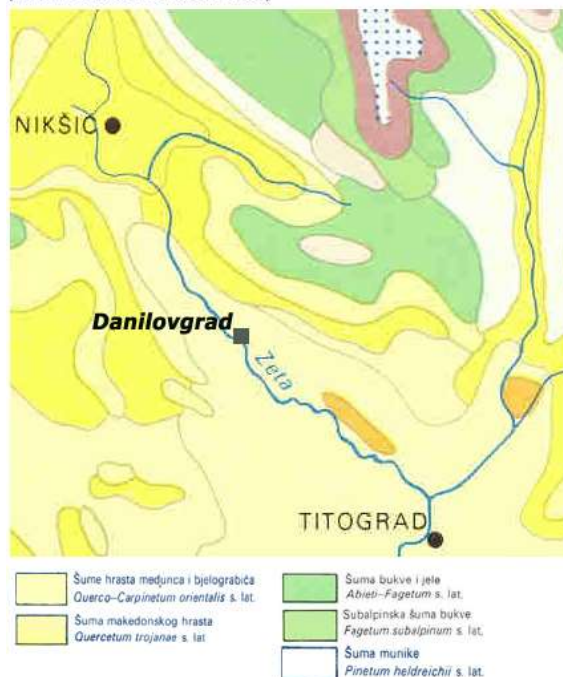 NIKŠIĆ
Danilovgrad
Zeta
TITOGRAD
Šume hrasta medunca i bjelograbića
Querco-Carpinetum orientalis s. lat.
Šuma makedonskog hrasta
Quercetum trojanae s. lat
Šuma bukve i jele
Abieti-Fagetum s. lat.
Subalpinska šuma bukve
Fagetum subalpinum s. lat.
Šuma munike
Pinetum heldreichii s. lat.